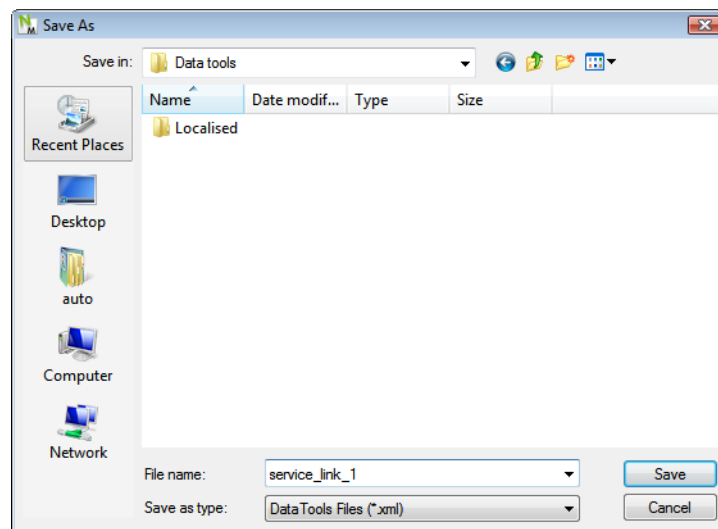 NM Save As
Save in: Data tools
Name Date modif... Type Size
Localised
Recent Places
Desktop
auto
Computer
Network
File name: service_link_1 Save
Save as type: DataTools Files (*.xml) Cancel